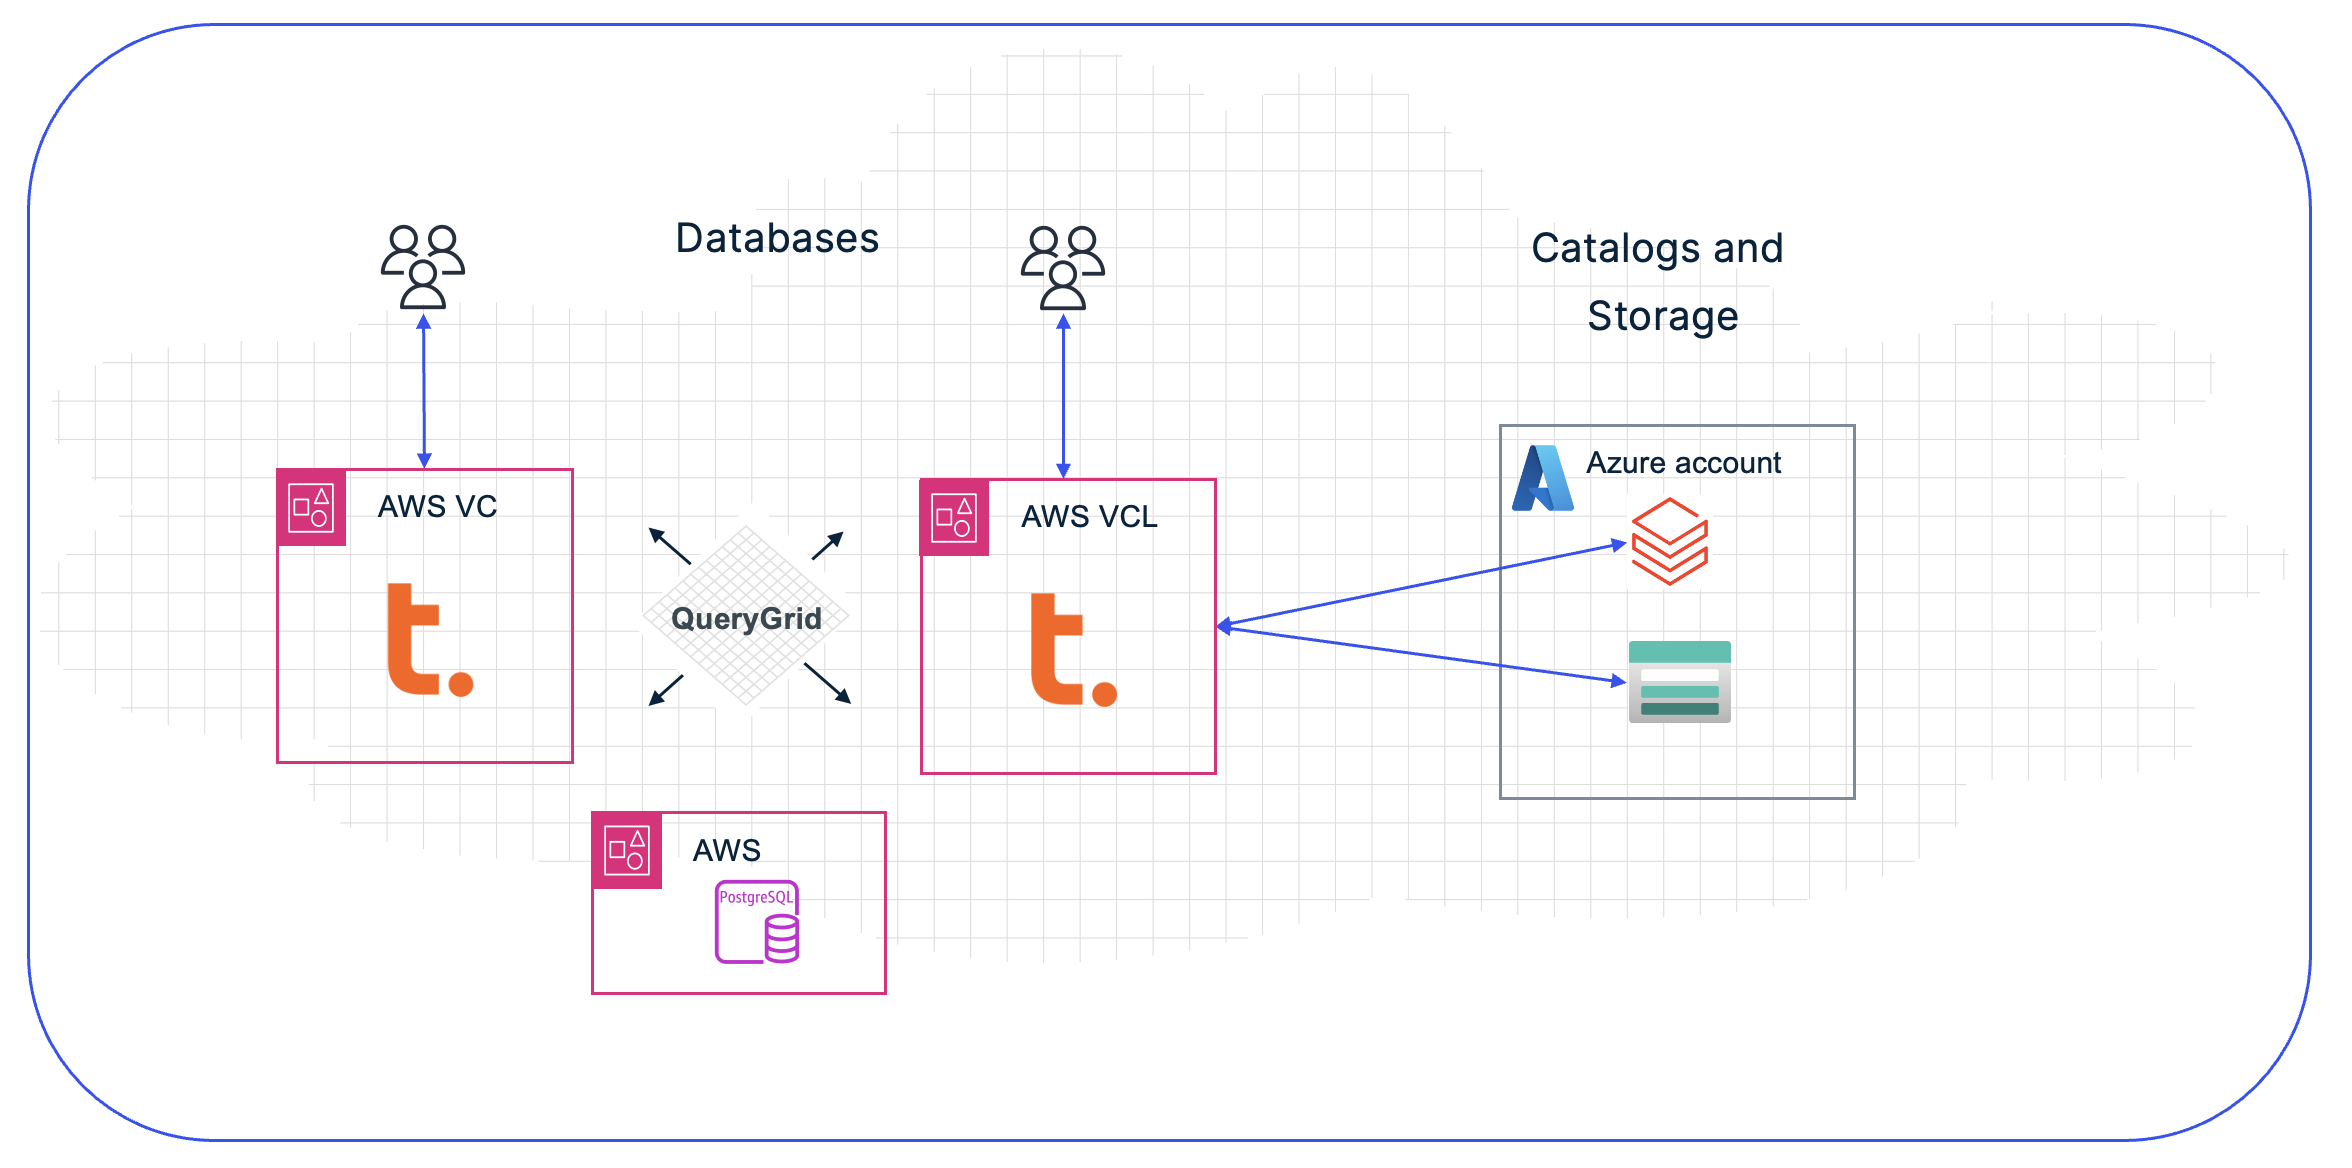 Databases
Catalogs and
Storage
AWS VC
QueryGrid
AWS VCL
Azure account
t.
t.
AWS
PostgreSQL